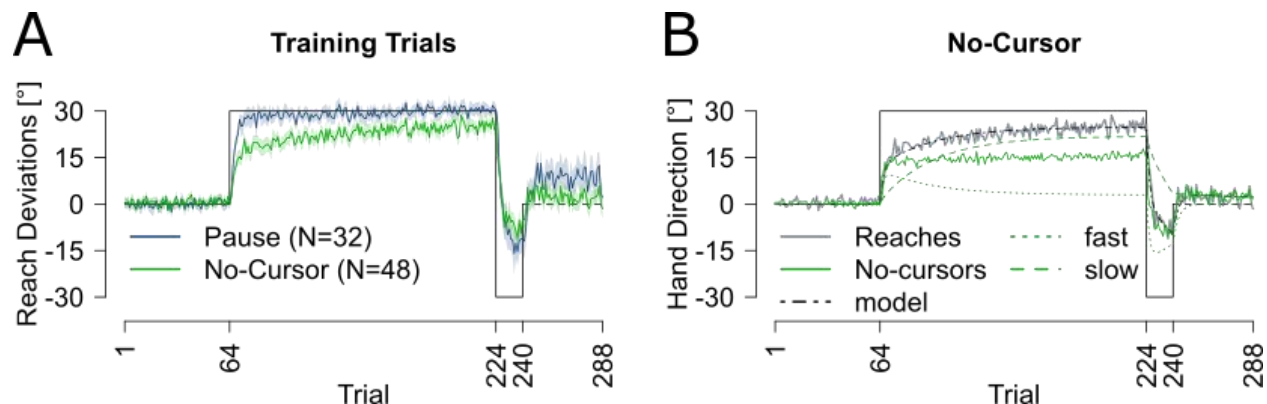 A
Training Trials
Reach Deviations [°]
30
15
0
-15
-30
Pause (N=32)
No-Cursor (N=48)
1
64
224
240
288
Trial
B
No-Cursor
Hand Direction [°]
30
15
0
-15
-30
Reaches
No-cursors
model
fast
slow
1
64
224
240
288
Trial